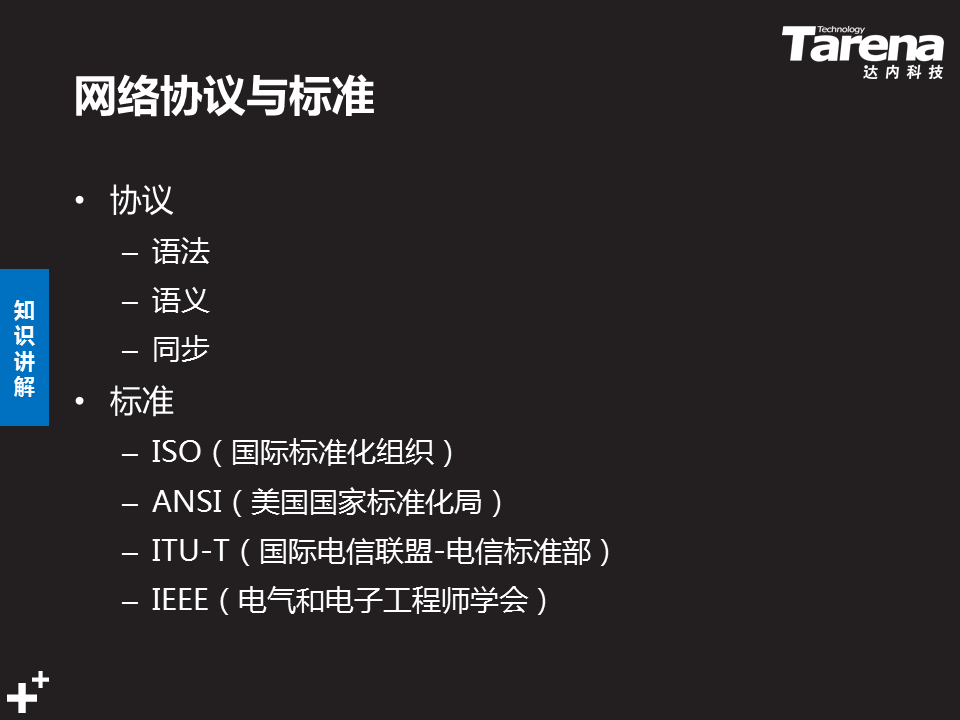 Technology
Tarena
达内科技
网络协议与标准
• 协议
– 语法
– 语义
– 同步
• 标准
– ISO（国际标准化组织）
– ANSI（美国国家标准化局）
– ITU-T（国际电信联盟-电信标准部）
– IEEE（电气和电子工程师学会）
知识讲解